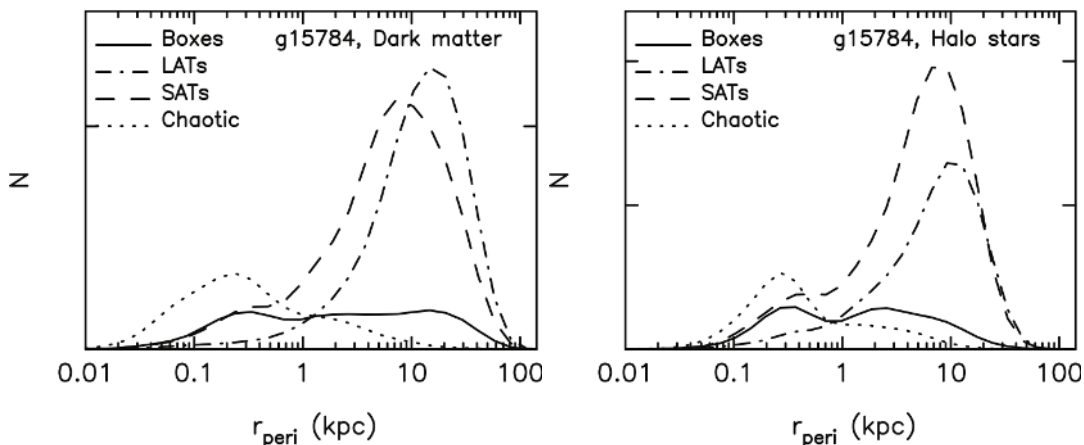 g15784, Dark matter
Boxes
LATs
SATs
Chaotic
N
0.01 0.1 1 10 100
r_peri (kpc)
g15784, Halo stars
Boxes
LATs
SATs
Chaotic
N
0.01 0.1 1 10 100
r_peri (kpc)